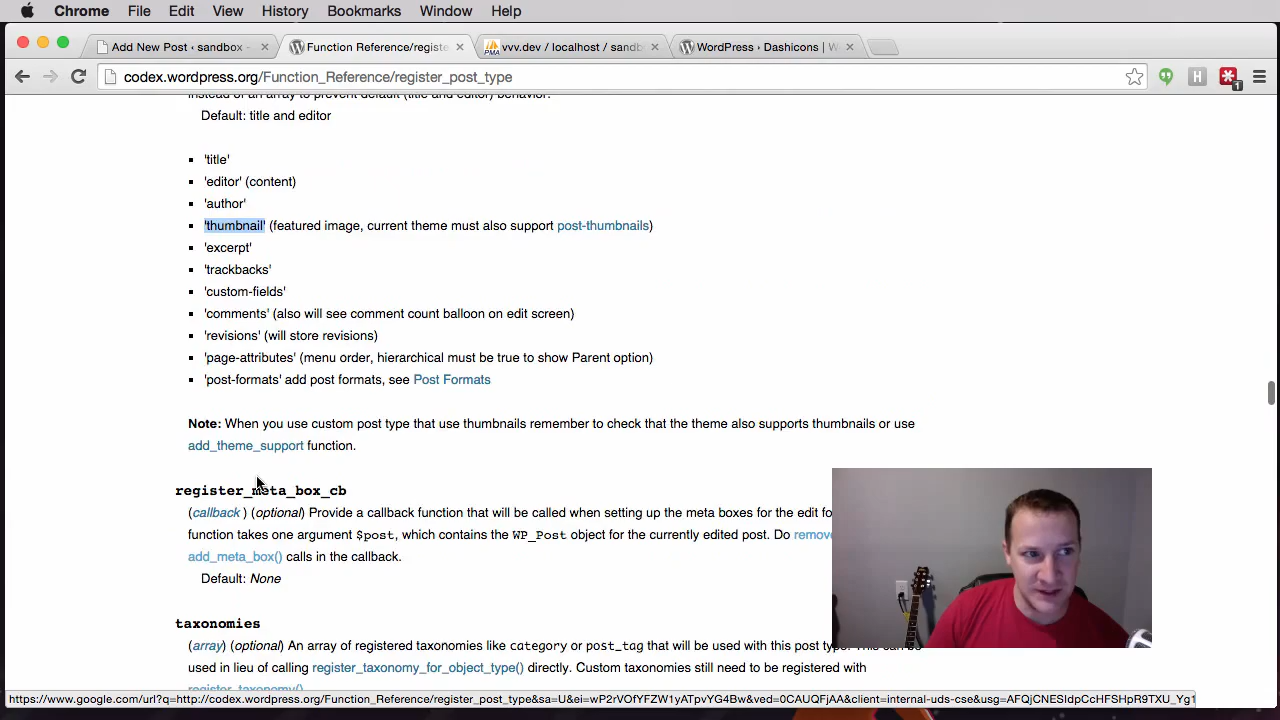 Chrome File Edit View History Bookmarks Window Help
Add New Post ‹ sandbox - × Function Reference/registe × vvv.dev / localhost / sandb × WordPress › Dashicons | W ×
codex.wordpress.org/Function_Reference/register_post_type H 1
instead of an array to prevent default (title and editor) behavior.
Default: title and editor
'title'
'editor' (content)
'author'
'thumbnail' (featured image, current theme must also support post-thumbnails)
'excerpt'
'trackbacks'
'custom-fields'
'comments' (also will see comment count balloon on edit screen)
'revisions' (will store revisions)
'page-attributes' (menu order, hierarchical must be true to show Parent option)
'post-formats' add post formats, see Post Formats
Note: When you use custom post type that use thumbnails remember to check that the theme also supports thumbnails or use
add_theme_support function.
register_meta_box_cb
(callback ) (optional) Provide a callback function that will be called when setting up the meta boxes for the edit fo
function takes one argument $post, which contains the WP_Post object for the currently edited post. Do remove
add_meta_box() calls in the callback.
Default: None
taxonomies
(array) (optional) An array of registered taxonomies like category or post_tag that will be used with this post type. This can be
used in lieu of calling register_taxonomy_for_object_type() directly. Custom taxonomies still need to be registered with
register_taxonomy().
https://www.google.com/url?q=http://codex.wordpress.org/Function_Reference/register_post_type&sa=U&ei=wP2rVOfYFZW1yATpvYG4Bw&ved=0CAUQFjAA&client=internal-uds-cse&usg=AFQjCNESIdpCcHFSHpR9TXU_Yg1